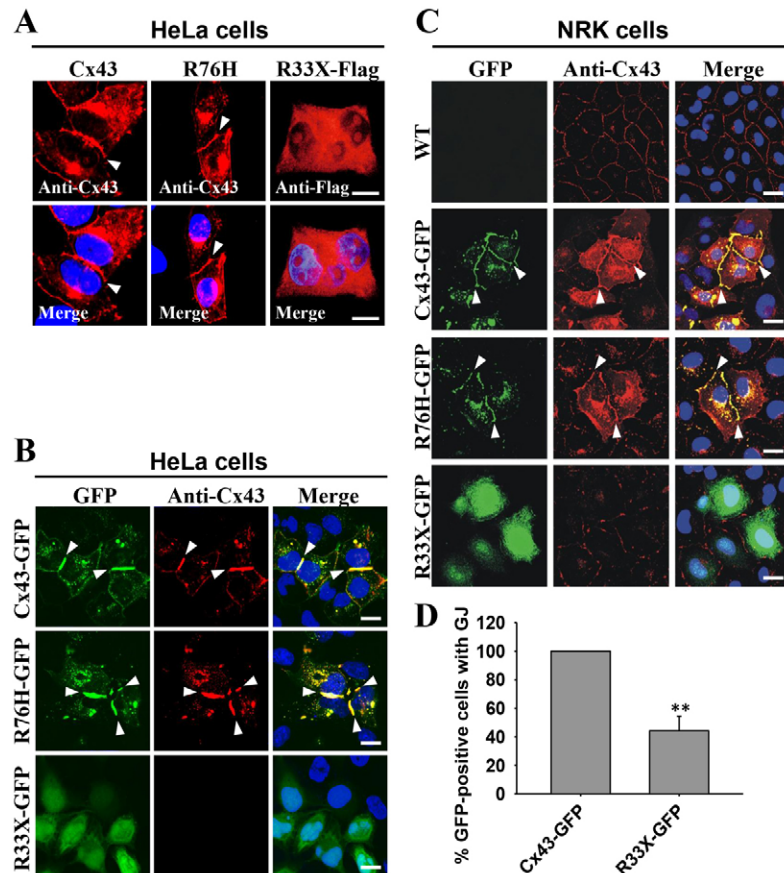 A
HeLa cells
Cx43 R76H R33X-Flag
Anti-Cx43 Anti-Cx43 Anti-Flag
Merge Merge Merge
B
HeLa cells
GFP Anti-Cx43 Merge
Cx43-GFP
R76H-GFP
R33X-GFP
C
NRK cells
GFP Anti-Cx43 Merge
WT
Cx43-GFP
R76H-GFP
R33X-GFP
D
% GFP-positive cells with GJ
120
100
80
60
40
20
0
**
Cx43-GFP
R33X-GFP